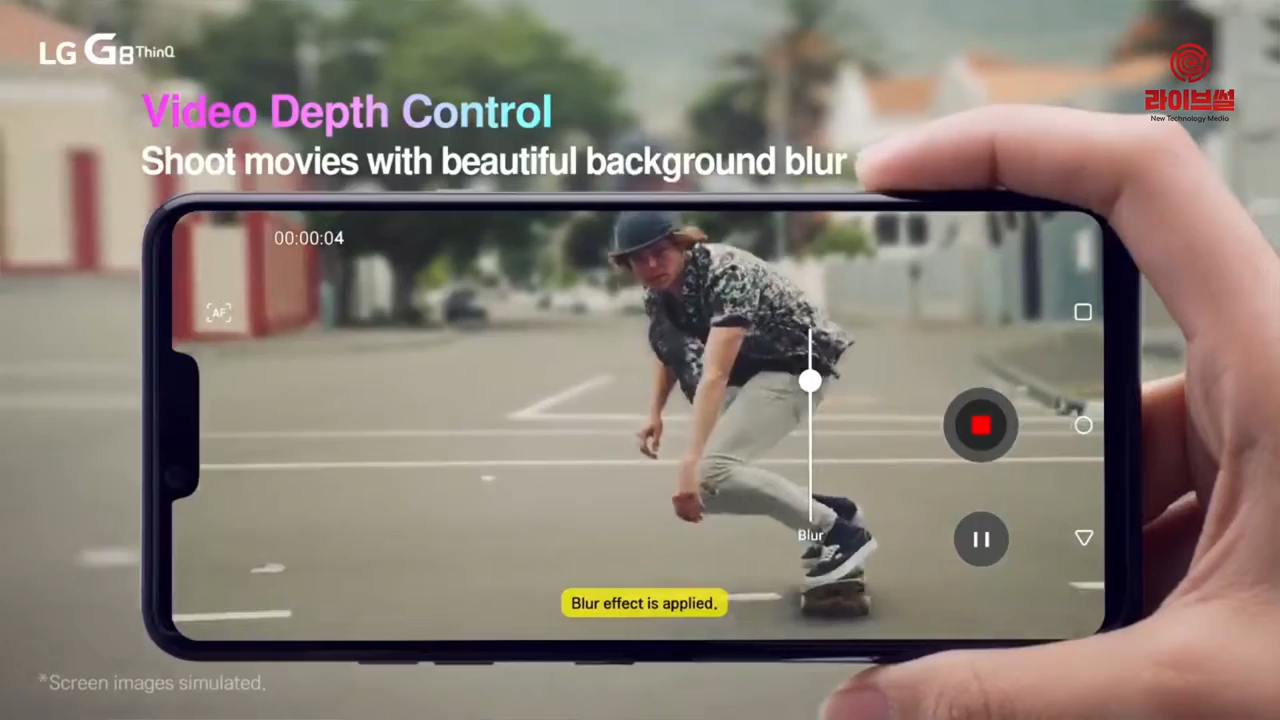 LG G8 ThinQ
라이브썰
New Technology Media
Video Depth Control
Shoot movies with beautiful background blur
00:00:04
AF
Blur
Blur effect is applied.
*Screen images simulated.